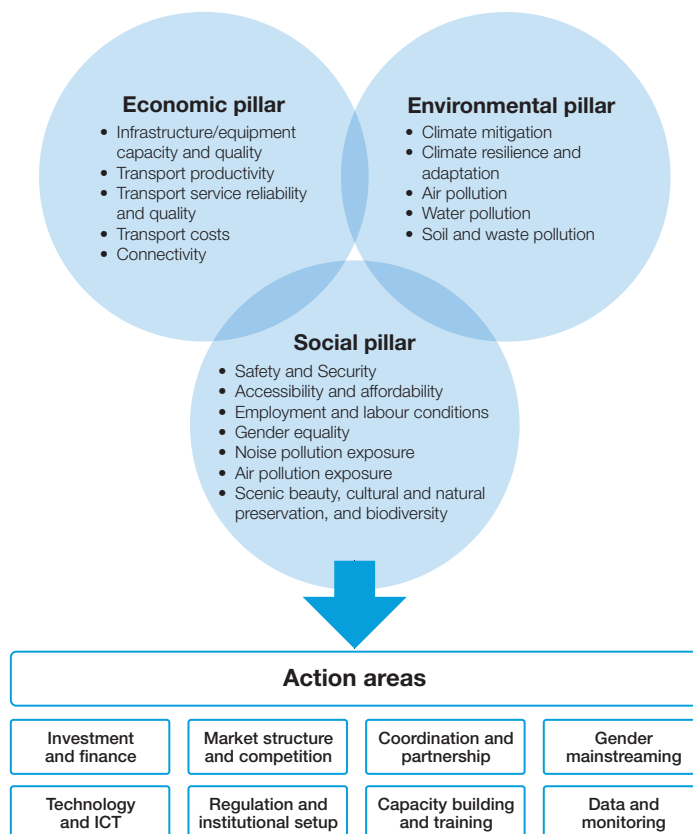 Economic pillar
• Infrastructure/equipment
capacity and quality
• Transport productivity
• Transport service reliability
and quality
• Transport costs
• Connectivity
Environmental pillar
• Climate mitigation
• Climate resilience and
adaptation
• Air pollution
• Water pollution
• Soil and waste pollution
Social pillar
• Safety and Security
• Accessibility and affordability
• Employment and labour conditions
• Gender equality
• Noise pollution exposure
• Air pollution exposure
• Scenic beauty, cultural and natural
preservation, and biodiversity
Action areas
Investment
and finance
Market structure
and competition
Coordination and
partnership
Gender
mainstreaming
Technology
and ICT
Regulation and
institutional setup
Capacity building
and training
Data and
monitoring